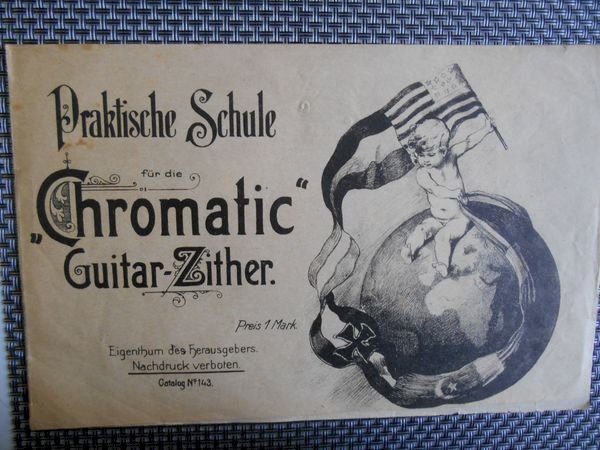 Praktische Schule
für die
„Chromatic“
Guitar-Zither.
Preis 1 Mark.
Eigenthum des Herausgebers.
Nachdruck verboten.
Catalog No 143.